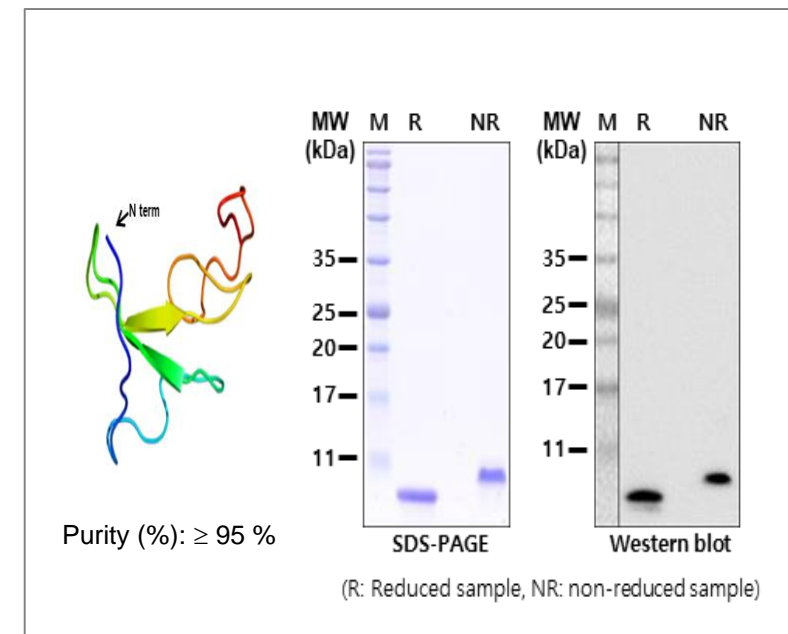 MW M R NR
(kDa)
35
25
20
17
11
SDS-PAGE
MW M R NR
(kDa)
35
25
20
17
11
Western blot
N term
Purity (%): ≥ 95 %
(R: Reduced sample, NR: non-reduced sample)